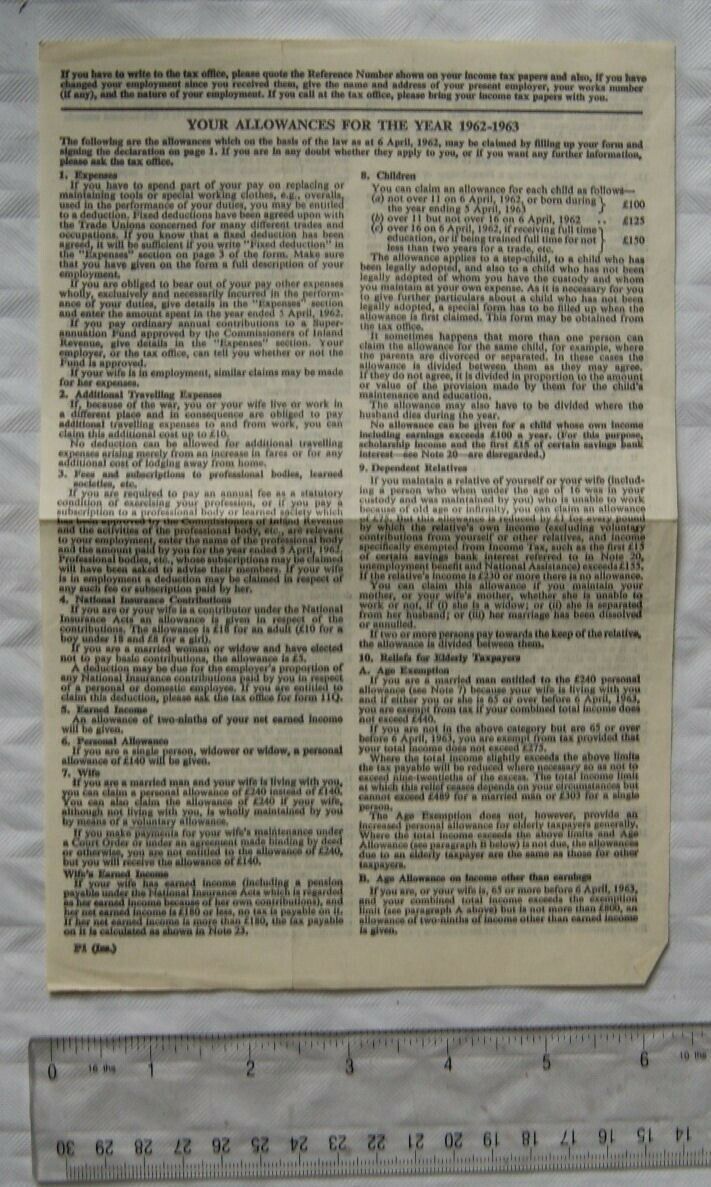 If you have to write to the tax office, please quote the Reference Number shown on your income tax papers and also, if you have
changed your employment since you received them, give the name and address of your present employer, your works number
(if any), and the nature of your employment. If you call at the tax office, please bring your income tax papers with you.
YOUR ALLOWANCES FOR THE YEAR 1962-1963
The following are the allowances which on the basis of the law as at 6 April, 1962, may be claimed by filling up your form and
signing the declaration on page 1. If you are in any doubt whether they apply to you, or if you want any further information,
please ask the tax office.
1. Expenses
If you have to spend part of your pay on replacing or
maintaining tools or special working clothes, e.g., overalls,
used in the performance of your duties, you may be entitled
to a deduction. Fixed deductions have been agreed upon with
the Trade Unions concerned for many different trades and
occupations. If you know that a fixed deduction has been
agreed, it will be sufficient if you write "Fixed deduction" in
the "Expenses" section on page 3 of the form. Make sure
that you have given on the form a full description of your
employment.
If you are obliged to bear out of your pay other expenses
wholly, exclusively and necessarily incurred in the perform-
ance of your duties, give details in the "Expenses" section
and enter the amount spent in the year ended 5 April, 1962.
If you pay ordinary annual contributions to a Super-
annuation Fund approved by the Commissioners of Inland
Revenue, give details in the "Expenses" section. Your
employer, or the tax office, can tell you whether or not the
Fund is approved.
If your wife is in employment, similar claims may be made
for her expenses.
2. Additional Travelling Expenses
If, because of the war, you or your wife live or work in
a different place and in consequence are obliged to pay
additional travelling expenses to and from work, you can
claim this additional cost up to £10.
No deduction can be allowed for additional travelling
expenses arising merely from an increase in fares or for any
additional cost of lodging away from home.
3. Fees and subscriptions to professional bodies, learned
societies, etc.
If you are required to pay an annual fee as a statutory
condition of exercising your profession, or if you pay a
subscription to a professional body or learned society which
has been approved by the Commissioners of Inland Revenue
and the activities of the professional body, etc., are relevant
to your employment, enter the name of the professional body
and the amount paid by you for the year ended 5 April, 1962.
Professional bodies, etc., whose subscriptions may be claimed
will have been asked to advise their members. If your wife
is in employment a deduction may be claimed in respect of
any such fee or subscription paid by her.
4. National Insurance Contributions
If you are or your wife is a contributor under the National
Insurance Acts an allowance is given in respect of the
contributions. The allowance is £18 for an adult (£10 for a
boy under 18 and £8 for a girl).
If you are a married woman or widow and have elected
not to pay basic contributions, the allowance is £5.
A deduction may be due for the employer's proportion of
any National Insurance contributions paid by you in respect
of a personal or domestic employee. If you are entitled to
claim this deduction, please ask the tax office for form 11Q.
5. Earned Income
An allowance of two-ninths of your net earned income
will be given.
6. Personal Allowance
If you are a single person, widower or widow, a personal
allowance of £140 will be given.
7. Wife
If you are a married man and your wife is living with you,
you can claim a personal allowance of £240 instead of £140.
You can also claim the allowance of £240 if your wife,
although not living with you, is wholly maintained by you
by means of a voluntary allowance.
If you make payments for your wife's maintenance under
a Court Order or under an agreement made binding by deed
or otherwise, you are not entitled to the allowance of £240,
but you will receive the allowance of £140.
Wife's Earned Income
If your wife has earned income (including a pension
payable under the National Insurance Acts which is regarded
as her earned income because of her own contributions), and
her net earned income is £180 or less, no tax is payable on it.
If her net earned income is more than £180, the tax payable
on it is calculated as shown in Note 23.
P1 (Ins.)
8. Children
You can claim an allowance for each child as follows—
(a) not over 11 on 6 April, 1962, or born during
the year ending 5 April, 1963 } £100
(b) over 11 but not over 16 on 6 April, 1962 .. £125
(c) over 16 on 6 April, 1962, if receiving full time
education, or if being trained full time for not } £150
less than two years for a trade, etc.
The allowance applies to a step-child, to a child who has
been legally adopted, and also to a child who has not been
legally adopted of whom you have the custody and whom
you maintain at your own expense. As it is necessary for you
to give further particulars about a child who has not been
legally adopted, a special form has to be filled up when the
allowance is first claimed. This form may be obtained from
the tax office.
It sometimes happens that more than one person can
claim the allowance for the same child, for example, where
the parents are divorced or separated. In these cases the
allowance is divided between them as they may agree.
If they do not agree, it is divided in proportion to the amount
or value of the provision made by them for the child's
maintenance and education.
The allowance may also have to be divided where the
husband dies during the year.
No allowance can be given for a child whose own income
including earnings exceeds £100 a year. (For this purpose,
scholarship income and the first £15 of certain savings bank
interest—see Note 20—are disregarded.)
9. Dependent Relatives
If you maintain a relative of yourself or your wife (includ-
ing a person who when under the age of 16 was in your
custody and was maintained by you) who is unable to work
because of old age or infirmity, you can claim an allowance
of £75. But this allowance is reduced by £1 for every pound
by which the relative's own income (excluding voluntary
contributions from yourself or other relatives, and income
specifically exempted from Income Tax, such as the first £15
of certain savings bank interest referred to in Note 20,
unemployment benefit and National Assistance) exceeds £155.
If the relative's income is £230 or more there is no allowance.
You can claim this allowance if you maintain your
mother, or your wife's mother, whether she is unable to
work or not, if (i) she is a widow; or (ii) she is separated
from her husband; or (iii) her marriage has been dissolved
or annulled.
If two or more persons pay towards the keep of the relative,
the allowance is divided between them.
10. Reliefs for Elderly Taxpayers
A. Age Exemption
If you are a married man entitled to the £240 personal
allowance (see Note 7) because your wife is living with you
and if either you or she is 65 or over before 6 April, 1963,
you are exempt from tax if your combined total income does
not exceed £440.
If you are not in the above category but are 65 or over
before 6 April, 1963, you are exempt from tax provided that
your total income does not exceed £275.
Where the total income slightly exceeds the above limits
the tax payable will be reduced where necessary so as not to
exceed nine-twentieths of the excess. The total income limit
at which this relief ceases depends on your circumstances but
cannot exceed £489 for a married man or £303 for a single
person.
The Age Exemption does not, however, provide an
increased personal allowance for elderly taxpayers generally.
Where the total income exceeds the above limits and Age
Allowance (see paragraph B below) is not due, the allowances
due to an elderly taxpayer are the same as those for other
taxpayers.
B. Age Allowance on Income other than earnings
If you are, or your wife is, 65 or more before 6 April, 1963,
and your combined total income exceeds the exemption
limit (see paragraph A above) but is not more than £800, an
allowance of two-ninths of income other than earned income
is given.
0 16 ths 1 2 3 4 5 6 10 ths
30 29 28 27 26 25 24 23 22 21 20 19 18 17 16 15 14